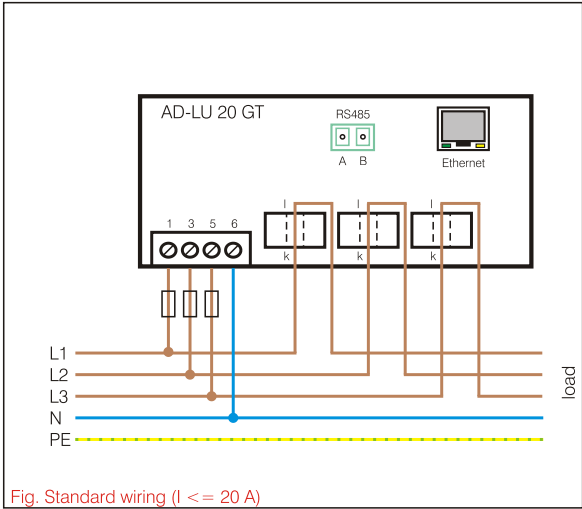 AD-LU 20 GT
RS485
A B
Ethernet
1 3 5 6
l l l
k k k
L1
L2
L3
N
PE
load
Fig. Standard wiring (I <= 20 A)